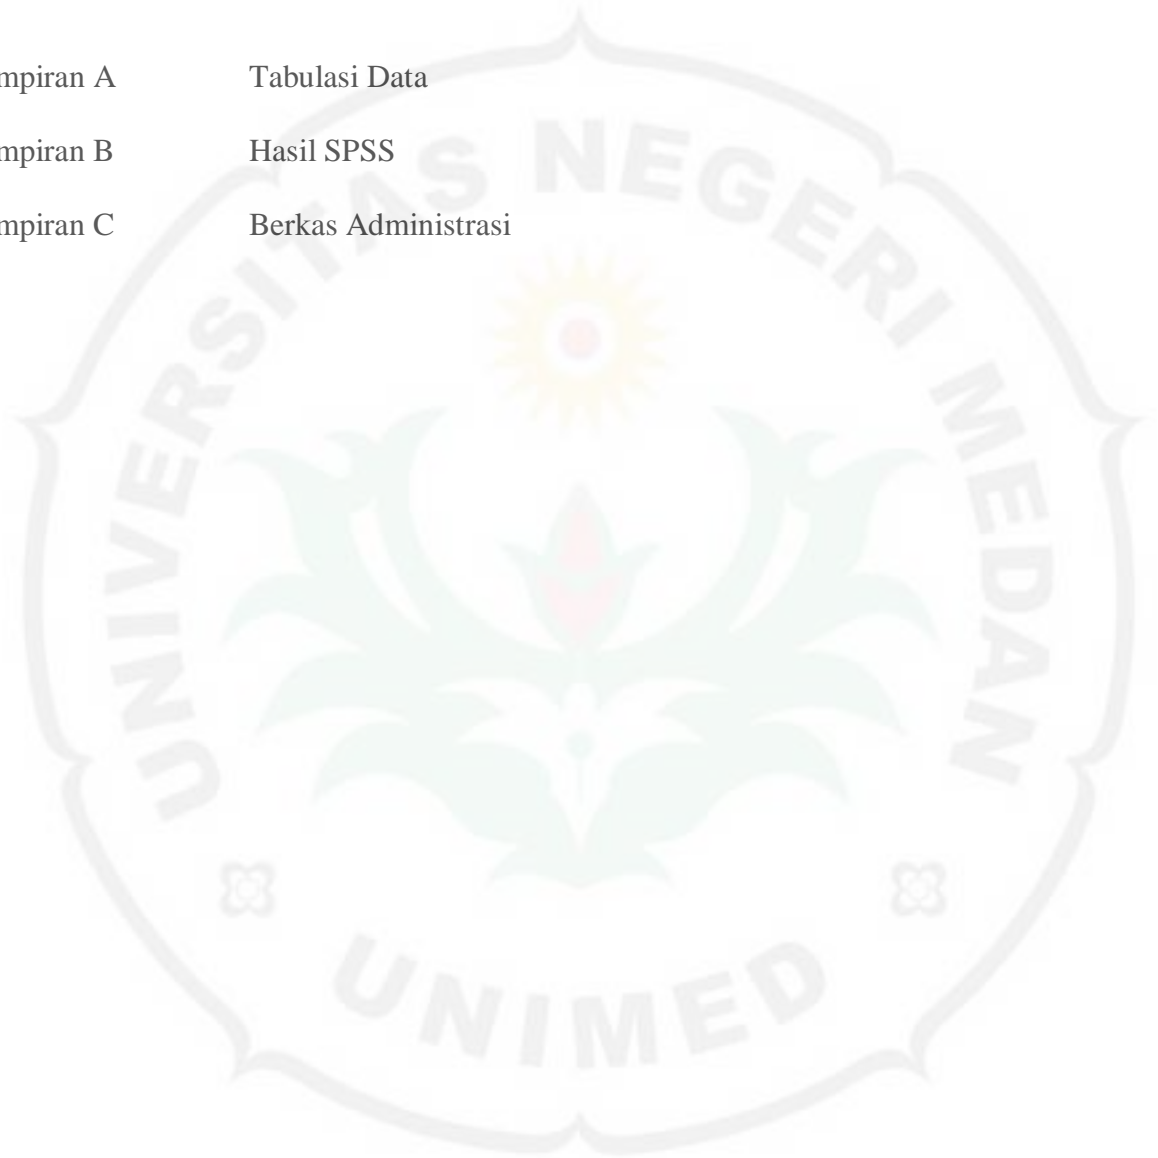 mpiran A Tabulasi Data
mpiran B Hasil SPSS
mpiran C Berkas Administrasi
UNIVERSITAS NEGERI MEDAN
UNIMED